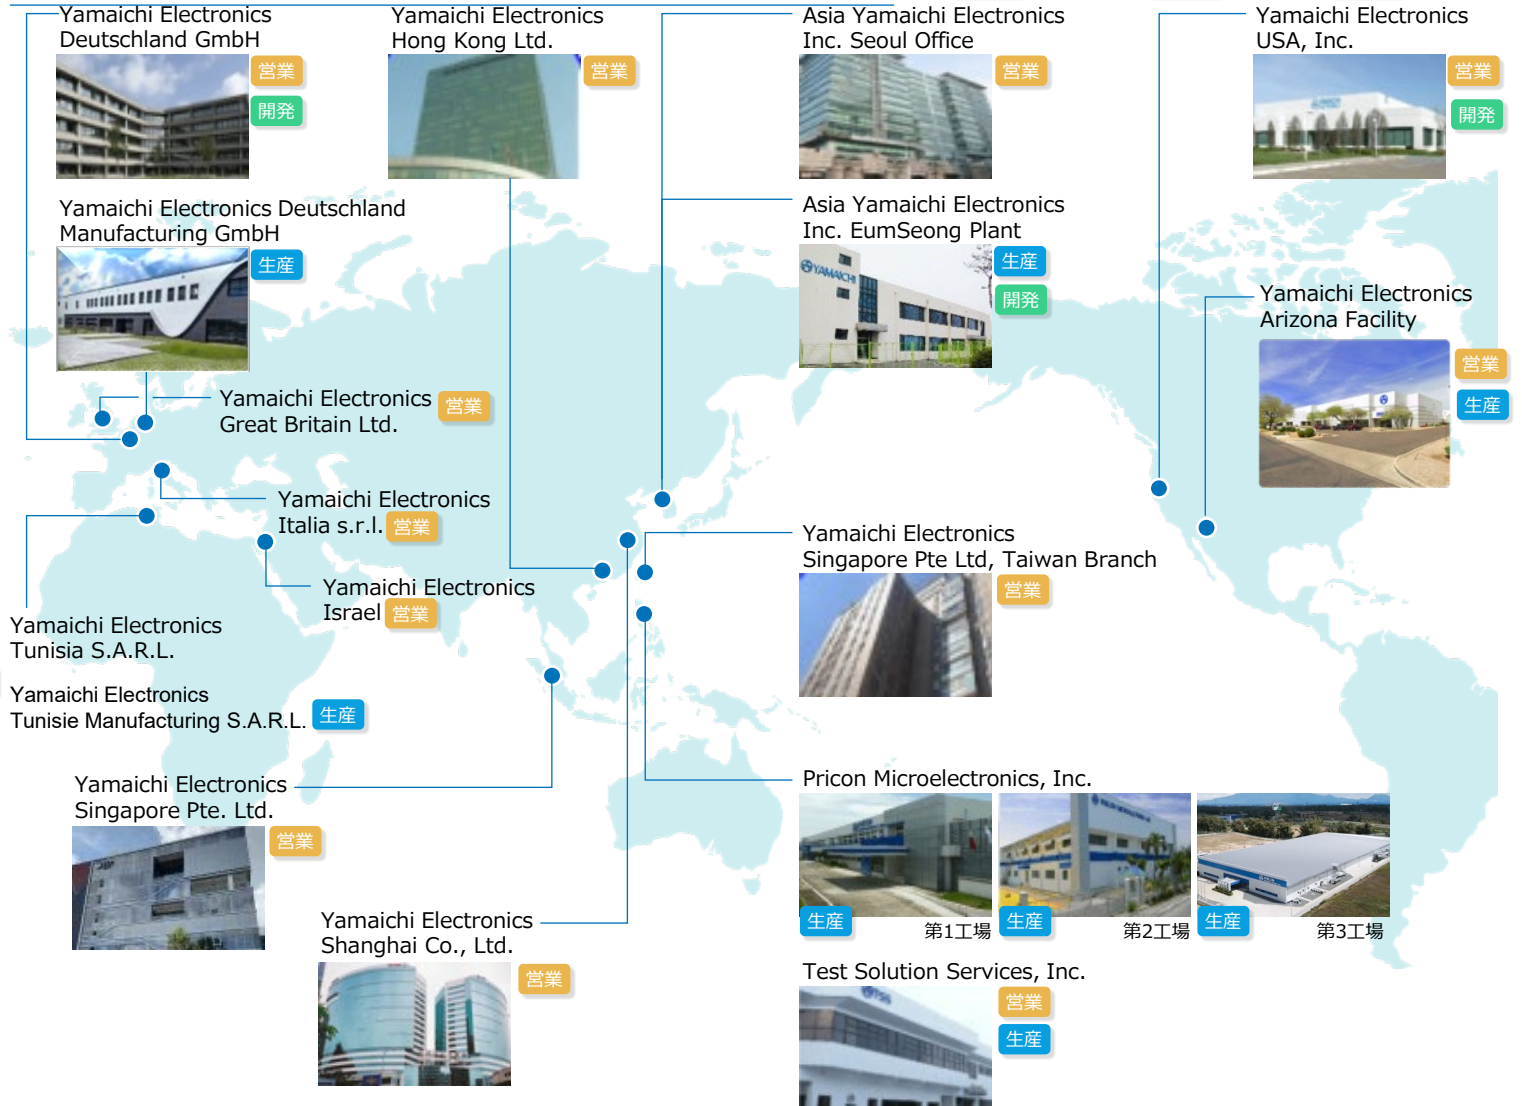 Yamaichi Electronics
Deutschland GmbH
営業
開発
Yamaichi Electronics
Hong Kong Ltd.
営業
Asia Yamaichi Electronics
Inc. Seoul Office
営業
Yamaichi Electronics
USA, Inc.
営業
開発
Yamaichi Electronics Deutschland
Manufacturing GmbH
生産
Asia Yamaichi Electronics
Inc. EumSeong Plant
YAMAICHI
生産
開発
Yamaichi Electronics
Arizona Facility
営業
生産
Yamaichi Electronics
Great Britain Ltd.
営業
Yamaichi Electronics
Italia s.r.l.
営業
Yamaichi Electronics
Israel
営業
Yamaichi Electronics
Singapore Pte Ltd, Taiwan Branch
営業
Yamaichi Electronics
Tunisia S.A.R.L.
Yamaichi Electronics
Tunisie Manufacturing S.A.R.L.
生産
Yamaichi Electronics
Singapore Pte. Ltd.
営業
Yamaichi Electronics
Shanghai Co., Ltd.
営業
Pricon Microelectronics, Inc.
生産
第1工場
生産
第2工場
生産
第3工場
Test Solution Services, Inc.
TSS
営業
生産